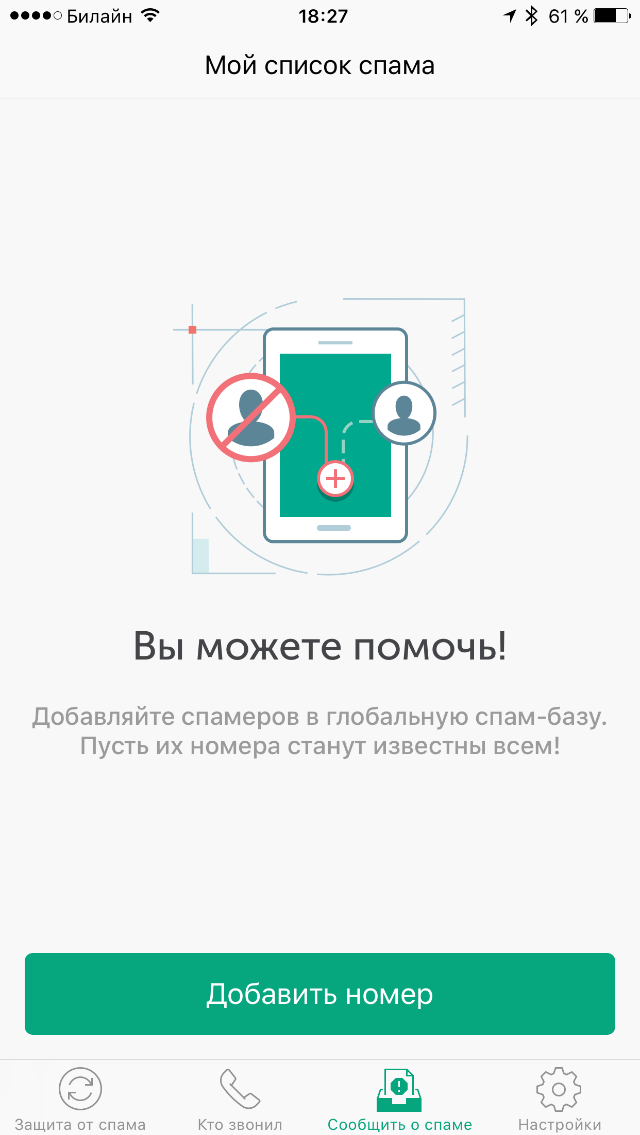 Билайн 18:27 61 %
Мой список спама
Вы можете помочь!
Добавляйте спамеров в глобальную спам-базу.
Пусть их номера станут известны всем!
Добавить номер
Защита от спама Кто звонил Сообщить о спаме Настройки